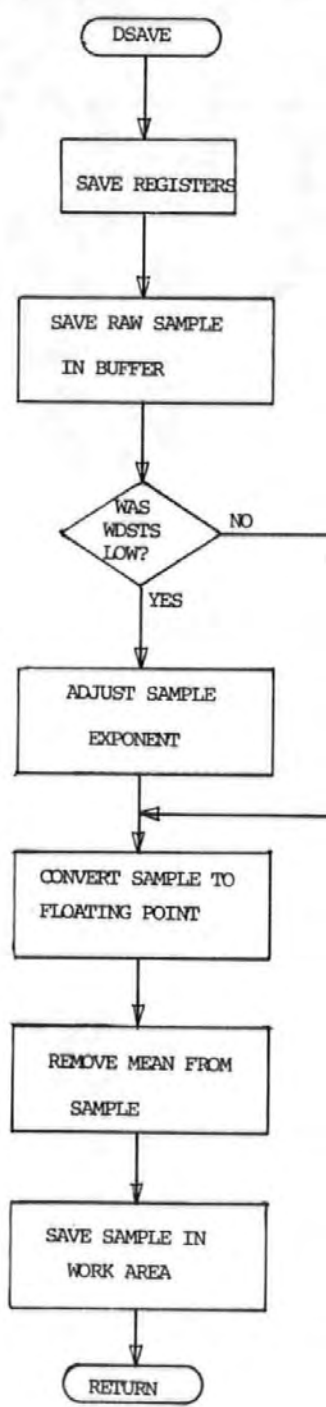 DSAVE
SAVE REGISTERS
SAVE RAW SAMPLE
IN BUFFER
WAS
WDSTS
LOW?
NO
YES
ADJUST SAMPLE
EXPONENT
CONVERT SAMPLE TO
FLOATING POINT
REMOVE MEAN FROM
SAMPLE
SAVE SAMPLE IN
WORK AREA
RETURN